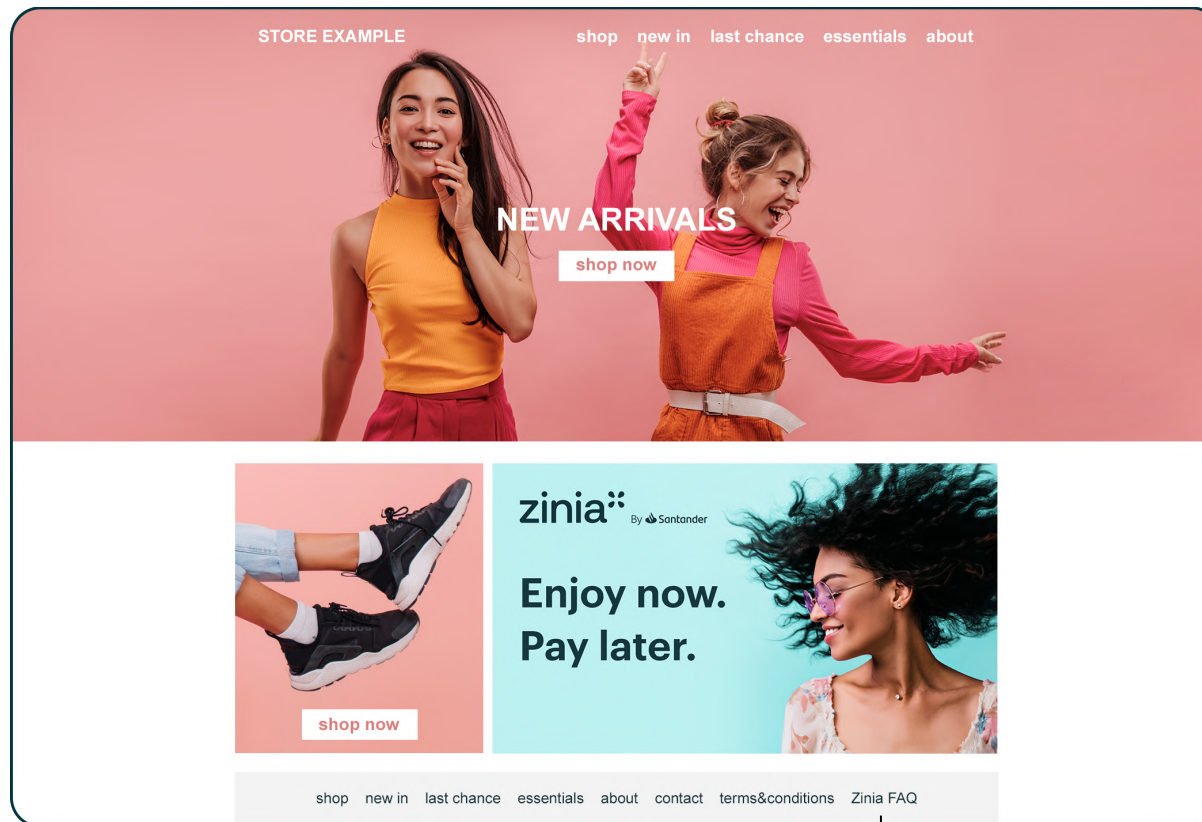 STORE EXAMPLE
shop new in last chance essentials about
NEW ARRIVALS
shop now
zinia
By Santander
Enjoy now.
Pay later.
shop now
shop new in last chance essentials about contact terms&conditions Zinia FAQ